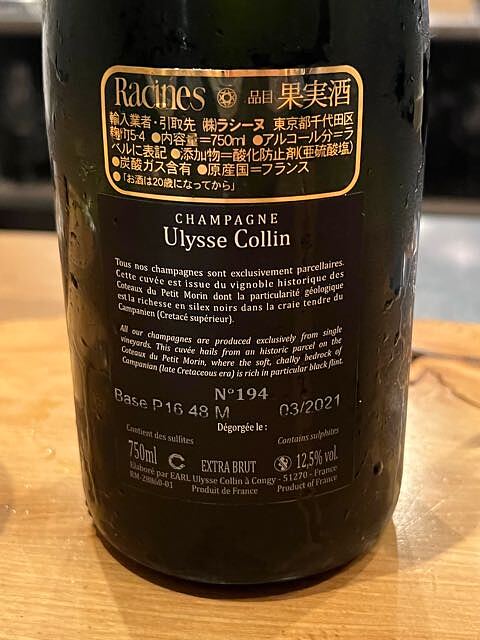 Racines 品目 果実酒
輸入業者・引取先 ㈱ラシーヌ 東京都千代田区
麹町5-4 ●内容量=750ml ●アルコール分=ラ
ベルに表記 ●添加物=酸化防止剤(亜硫酸塩)
●炭酸ガス含有 ●原産国=フランス
●「お酒は20歳になってから」
CHAMPAGNE
Ulysse Collin
Tous nos champagnes sont exclusivement parcellaires.
Cette cuvée est issue du vignoble historique des
Coteaux du Petit Morin dont la particularité géologique
est la richesse en silex noirs dans la craie tendre du
Campanien (Cretacé supérieur).
All our champagnes are produced exclusively from single
vineyards. This cuvée hails from an historic parcel on the
Coteaux du Petit Morin, where the soft, chalky bedrock of
Campanian (late Cretaceous era) is rich in particular black flint.
N°194
Base P16 48 M 03/2021
Dégorgée le :
Contient des sulfites Contains sulphites
750ml EXTRA BRUT 12,5% vol.
Elaboré par EARL Ulysse Collin à Congy - 51270 - France
RM-28860-01 Produit de France Product of France